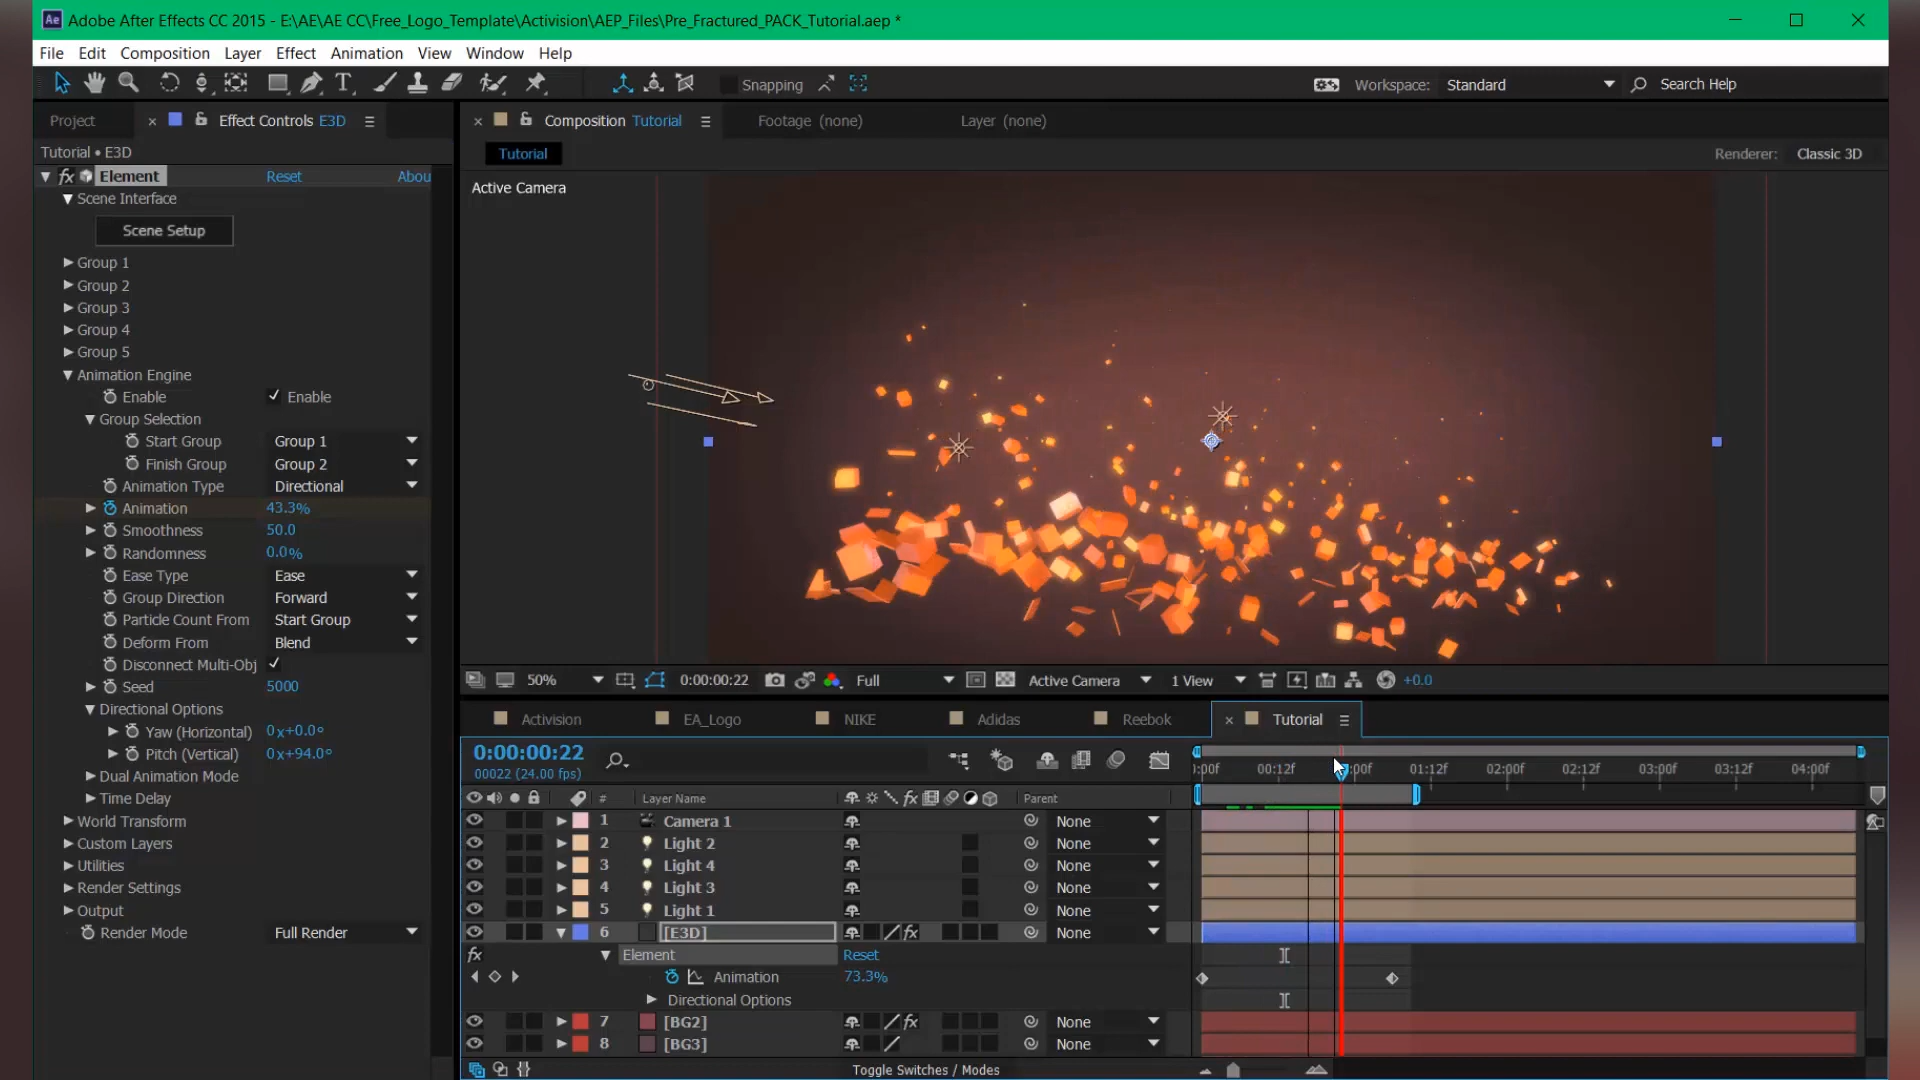 Adobe After Effects CC 2015 - E:\AE\AE CC\Free_Logo_Template\Activision\AEP_Files\Pre_Fractured_PACK_Tutorial.aep *
File Edit Composition Layer Effect Animation View Window Help
Snapping Workspace: Standard Search Help
Project Effect Controls E3D Composition Tutorial Footage (none) Layer (none)
Tutorial • E3D
Tutorial Renderer: Classic 3D
fx Element Reset Abou
Active Camera
Scene Interface
Scene Setup
Group 1
Group 2
Group 3
Group 4
Group 5
Animation Engine
Enable Enable
Group Selection
Start Group Group 1
Finish Group Group 2
Animation Type Directional
Animation 43.3%
Smoothness 50.0
Randomness 0.0%
Ease Type Ease
Group Direction Forward
Particle Count From Start Group
Deform From Blend
Disconnect Multi-Obj
Seed 5000
Directional Options
Yaw (Horizontal) 0x+0.0°
Pitch (Vertical) 0x+94.0°
Dual Animation Mode
Time Delay
World Transform
Custom Layers
Utilities
Render Settings
Output
Render Mode Full Render
50% 0:00:00:22 Full Active Camera 1 View +0.0
Activision EA_Logo NIKE Adidas Reebok Tutorial
0:00:00:22
00022 (24.00 fps)
):00f 00:12f :00f 01:12f 02:00f 02:12f 03:00f 03:12f 04:00f
# Layer Name fx Parent
1 Camera 1 None
2 Light 2 None
3 Light 4 None
4 Light 3 None
5 Light 1 None
6 [E3D] fx None
fx Element Reset
Animation 73.3%
Directional Options
7 [BG2] fx None
8 [BG3] None
Toggle Switches / Modes